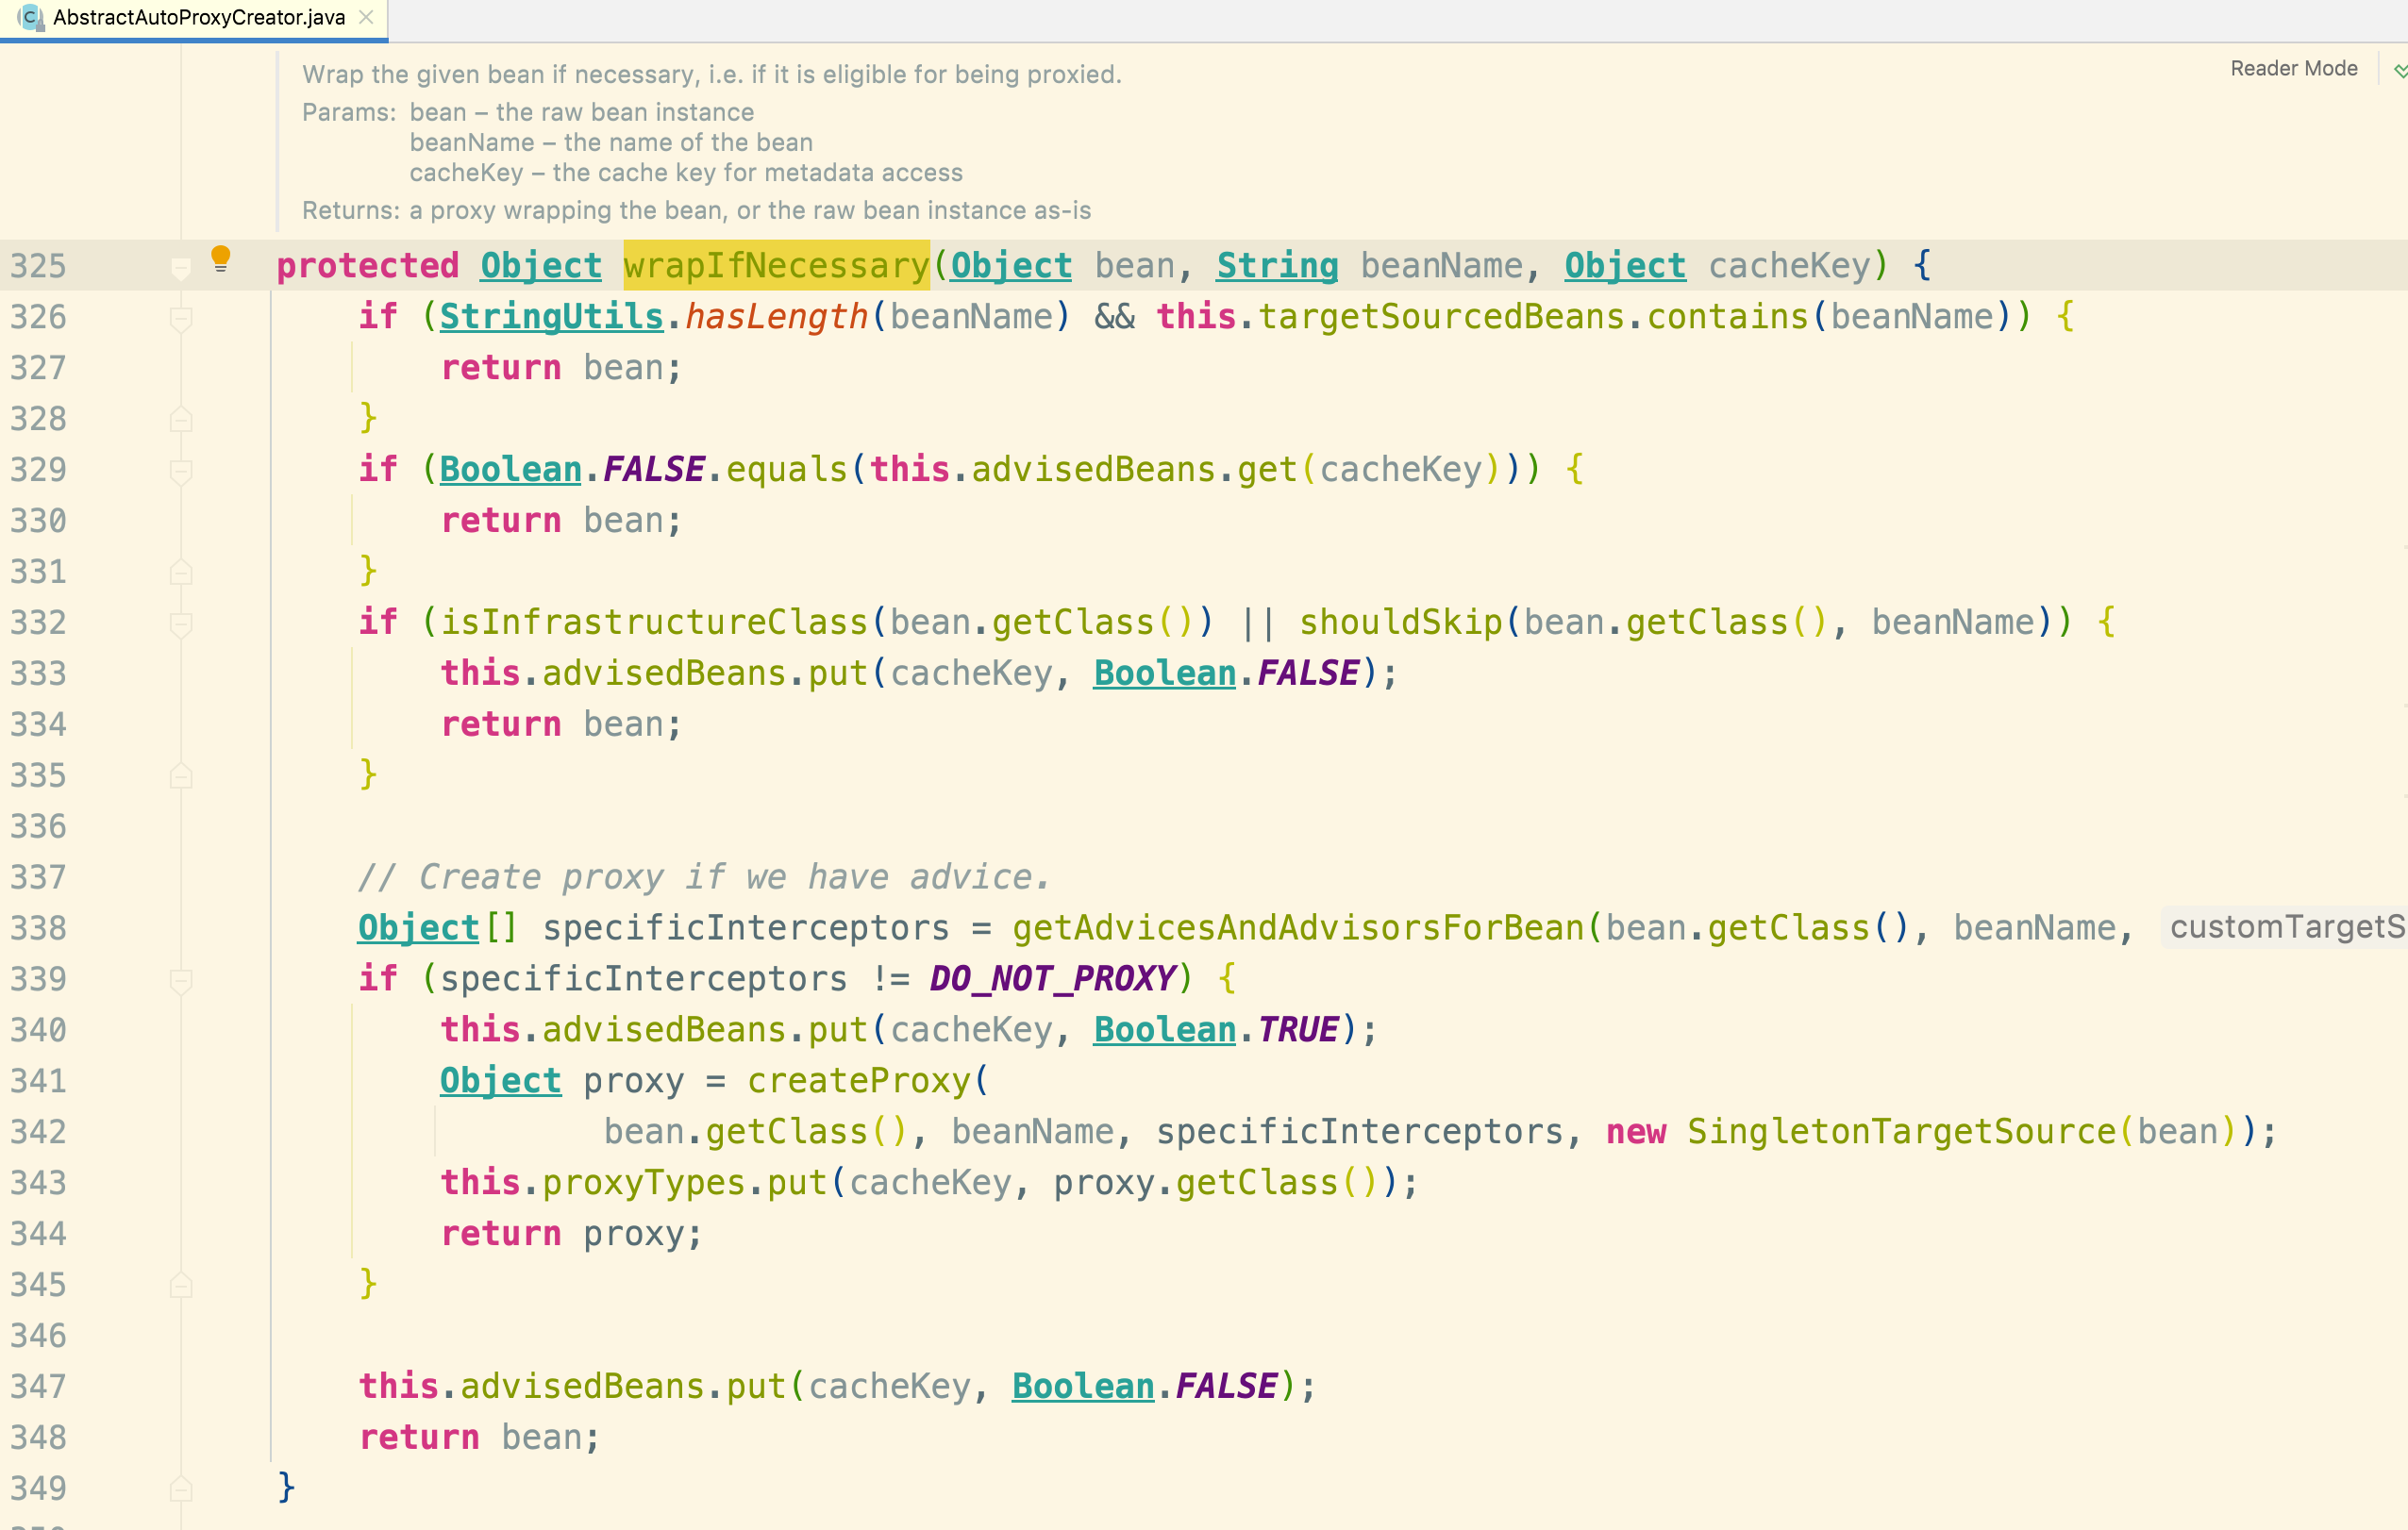 AbstractAutoProxyCreator.java
Reader Mode
Wrap the given bean if necessary, i.e. if it is eligible for being proxied.
Params: bean – the raw bean instance
beanName – the name of the bean
cacheKey – the cache key for metadata access
Returns: a proxy wrapping the bean, or the raw bean instance as-is
325 protected Object wrapIfNecessary(Object bean, String beanName, Object cacheKey) {
326 if (StringUtils.hasLength(beanName) && this.targetSourcedBeans.contains(beanName)) {
327 return bean;
328 }
329 if (Boolean.FALSE.equals(this.advisedBeans.get(cacheKey))) {
330 return bean;
331 }
332 if (isInfrastructureClass(bean.getClass()) || shouldSkip(bean.getClass(), beanName)) {
333 this.advisedBeans.put(cacheKey, Boolean.FALSE);
334 return bean;
335 }
336
337 // Create proxy if we have advice.
338 Object[] specificInterceptors = getAdvicesAndAdvisorsForBean(bean.getClass(), beanName, customTargetS
339 if (specificInterceptors != DO_NOT_PROXY) {
340 this.advisedBeans.put(cacheKey, Boolean.TRUE);
341 Object proxy = createProxy(
342 bean.getClass(), beanName, specificInterceptors, new SingletonTargetSource(bean));
343 this.proxyTypes.put(cacheKey, proxy.getClass());
344 return proxy;
345 }
346
347 this.advisedBeans.put(cacheKey, Boolean.FALSE);
348 return bean;
349 }